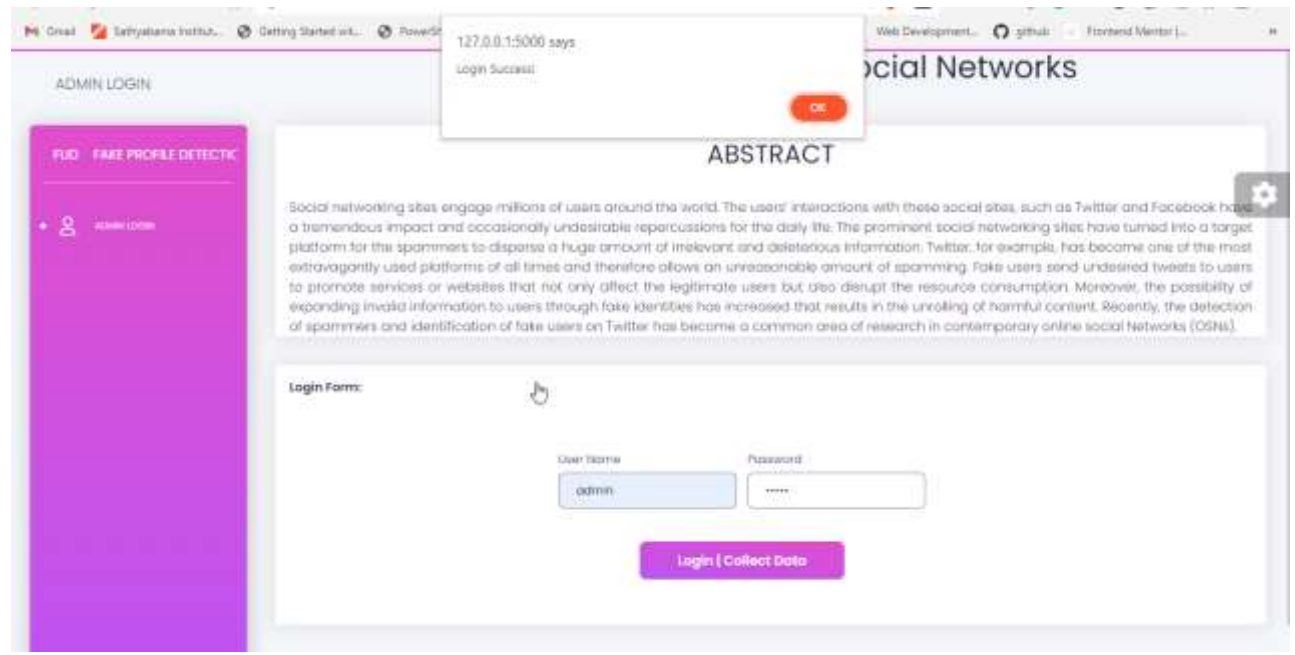 Gmail Sathyabama Institut... Getting Started wit... Web Development... github Frontend Mentor |... »
127.0.0.1:5000 says
Login Success!
OK
ADMIN LOGIN
ocial Networks
FUD FAKE PROFILE DETECTIC
ADMIN LOGIN
ABSTRACT
Social networking sites engage millions of users around the world. The users' interactions with these social sites, such as Twitter and Facebook have
a tremendous impact and occasionally undesirable repercussions for the daily life. The prominent social networking sites have turned into a target
platform for the spammers to disperse a huge amount of irrelevant and deleterious information. Twitter, for example, has become one of the most
extravagantly used platforms of all times and therefore allows an unreasonable amount of spamming. Fake users send undesired tweets to users
to promote services or websites that not only affect the legitimate users but also disrupt the resource consumption. Moreover, the possibility of
expanding invalid information to users through fake identities has increased that results in the unrolling of harmful content. Recently, the detection
of spammers and identification of fake users on Twitter has become a common area of research in contemporary online social Networks (OSNs).
Login Form:
User Name Password
admin •••••
Login | Collect Data